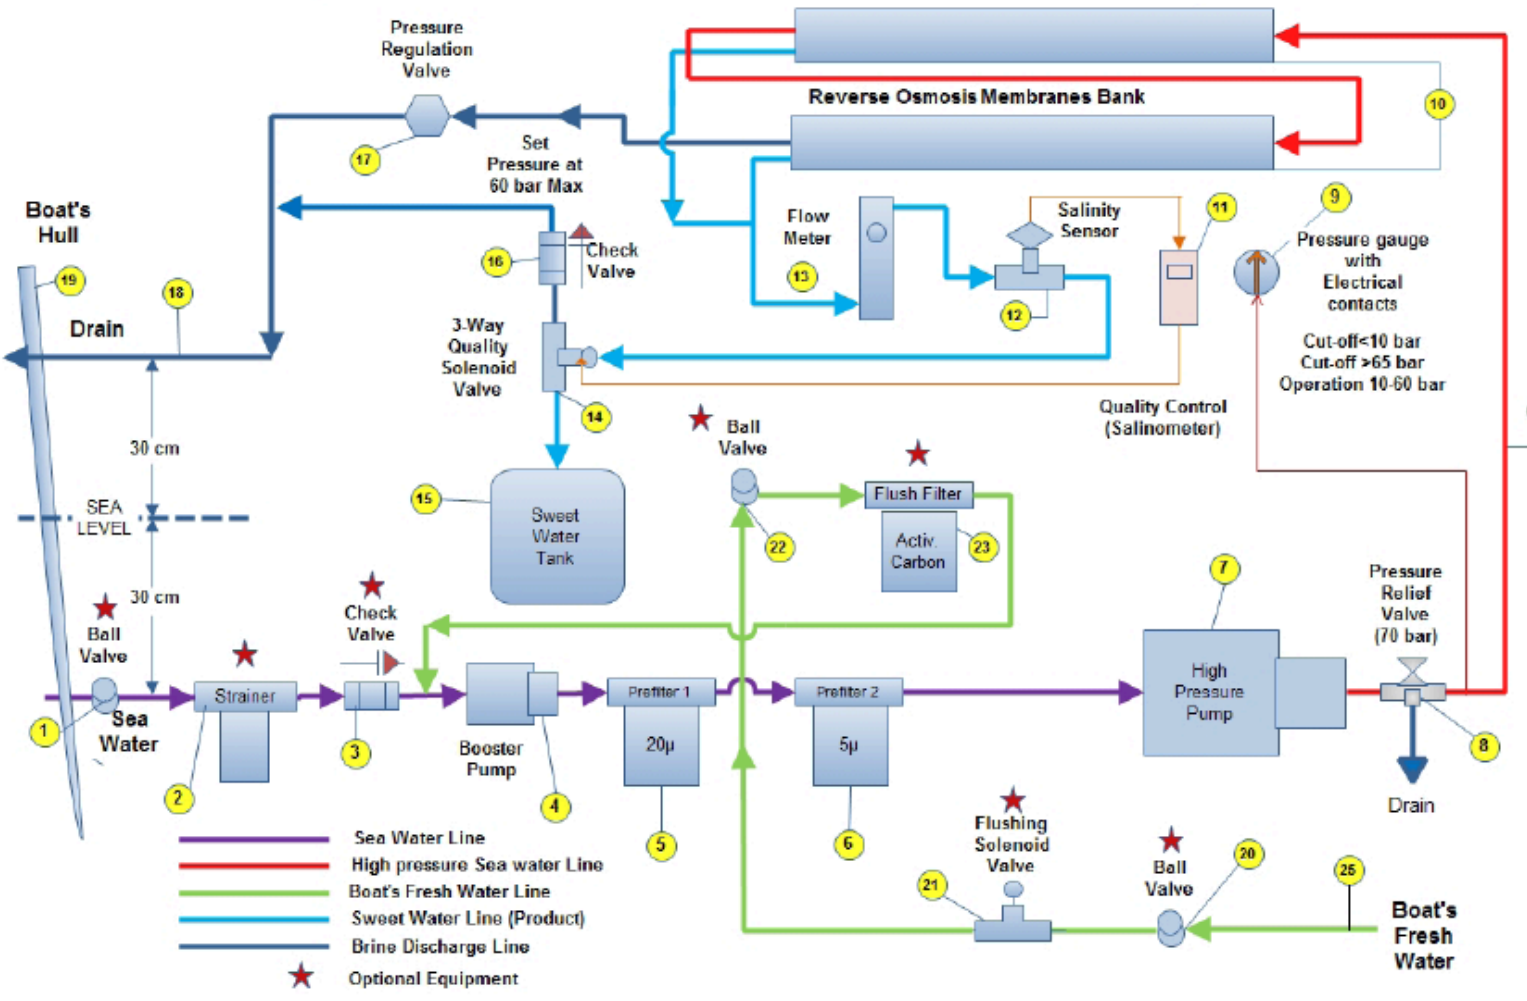 Pressure
Regulation
Valve
17
Set
Pressure at
60 bar Max
Reverse Osmosis Membranes Bank
10
Boat's
Hull
19
18
Drain
16
Check
Valve
3-Way
Quality
Solenoid
Valve
14
Flow
Meter
13
Salinity
Sensor
12
11
Quality Control
(Salinometer)
9
Pressure gauge
with
Electrical
contacts
Cut-off<10 bar
Cut-off >65 bar
Operation 10-60 bar
30 cm
SEA
LEVEL
30 cm
15
Sweet
Water
Tank
Ball
Valve
22
Flush Filter
Activ.
Carbon
23
7
High
Pressure
Pump
Pressure
Relief
Valve
(70 bar)
8
Drain
Ball
Valve
1
Sea
Water
Strainer
2
Check
Valve
3
Booster
Pump
4
Prefilter 1
20µ
5
Prefilter 2
5µ
6
Flushing
Solenoid
Valve
21
Ball
Valve
20
25
Boat's
Fresh
Water
Sea Water Line
High pressure Sea water Line
Boat's Fresh Water Line
Sweet Water Line (Product)
Brine Discharge Line
Optional Equipment